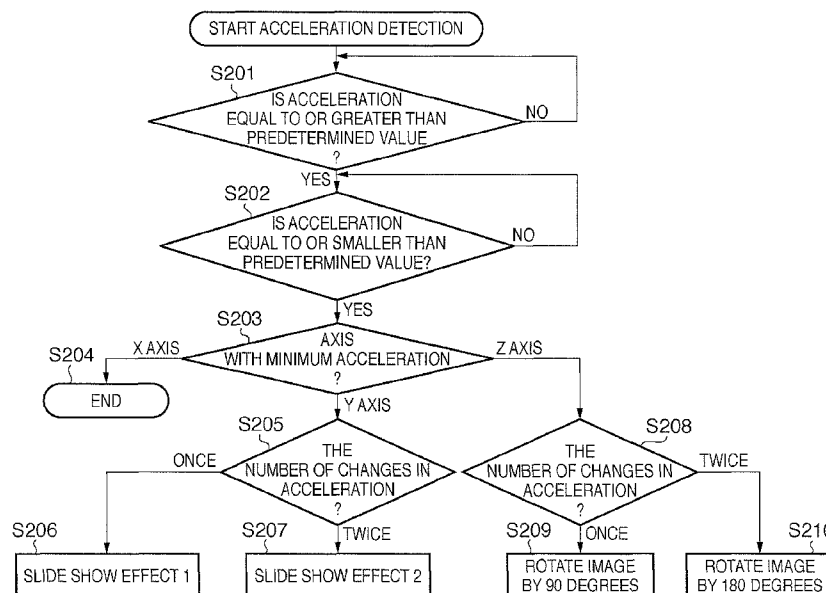 START ACCELERATION DETECTION
S201
IS ACCELERATION
EQUAL TO OR GREATER THAN
PREDETERMINED VALUE
?
NO
YES
S202
IS ACCELERATION
EQUAL TO OR SMALLER THAN
PREDETERMINED VALUE?
NO
YES
S203
AXIS
WITH MINIMUM ACCELERATION
?
X AXIS
Z AXIS
Y AXIS
S204
END
S205
THE
NUMBER OF CHANGES IN
ACCELERATION
?
ONCE
TWICE
S208
THE
NUMBER OF CHANGES IN
ACCELERATION
?
TWICE
ONCE
S206
SLIDE SHOW EFFECT 1
S207
SLIDE SHOW EFFECT 2
S209
ROTATE IMAGE
BY 90 DEGREES
S210
ROTATE IMAGE
BY 180 DEGREES